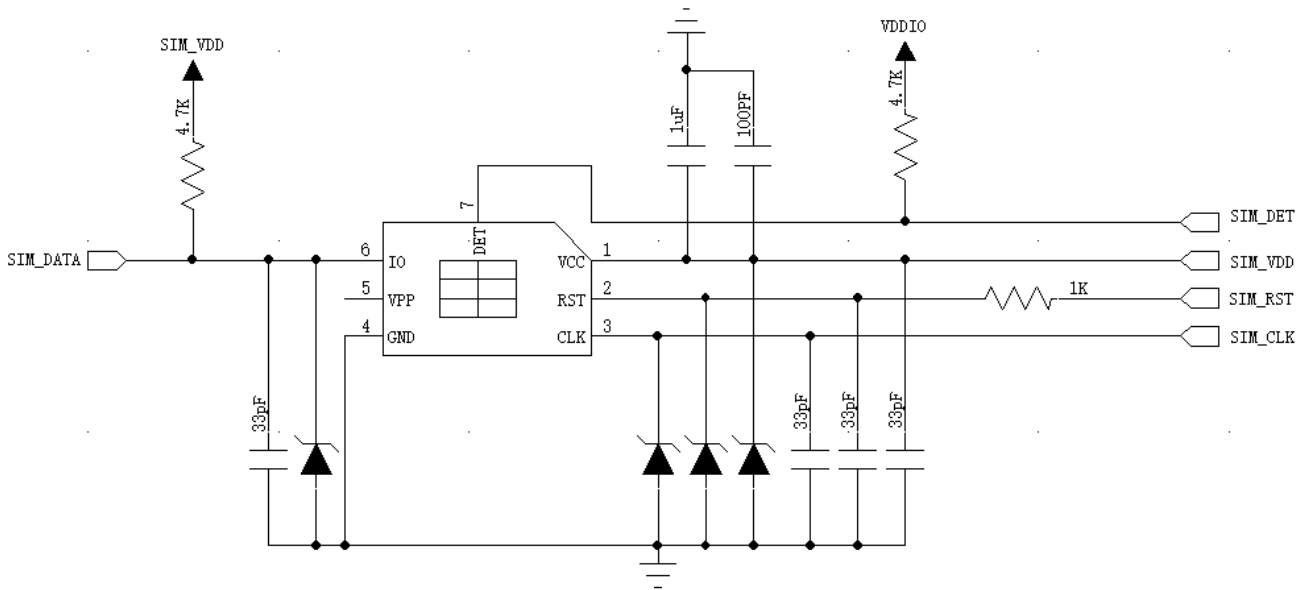 SIM_VDD
4.7K
VDDIO
4.7K
1uF
100PF
7
DET
SIM_DET
SIM_DATA
6
IO
VCC
1
SIM_VDD
5
VPP
RST
2
1K
SIM_RST
4
GND
CLK
3
SIM_CLK
33pF
33pF
33pF
33pF